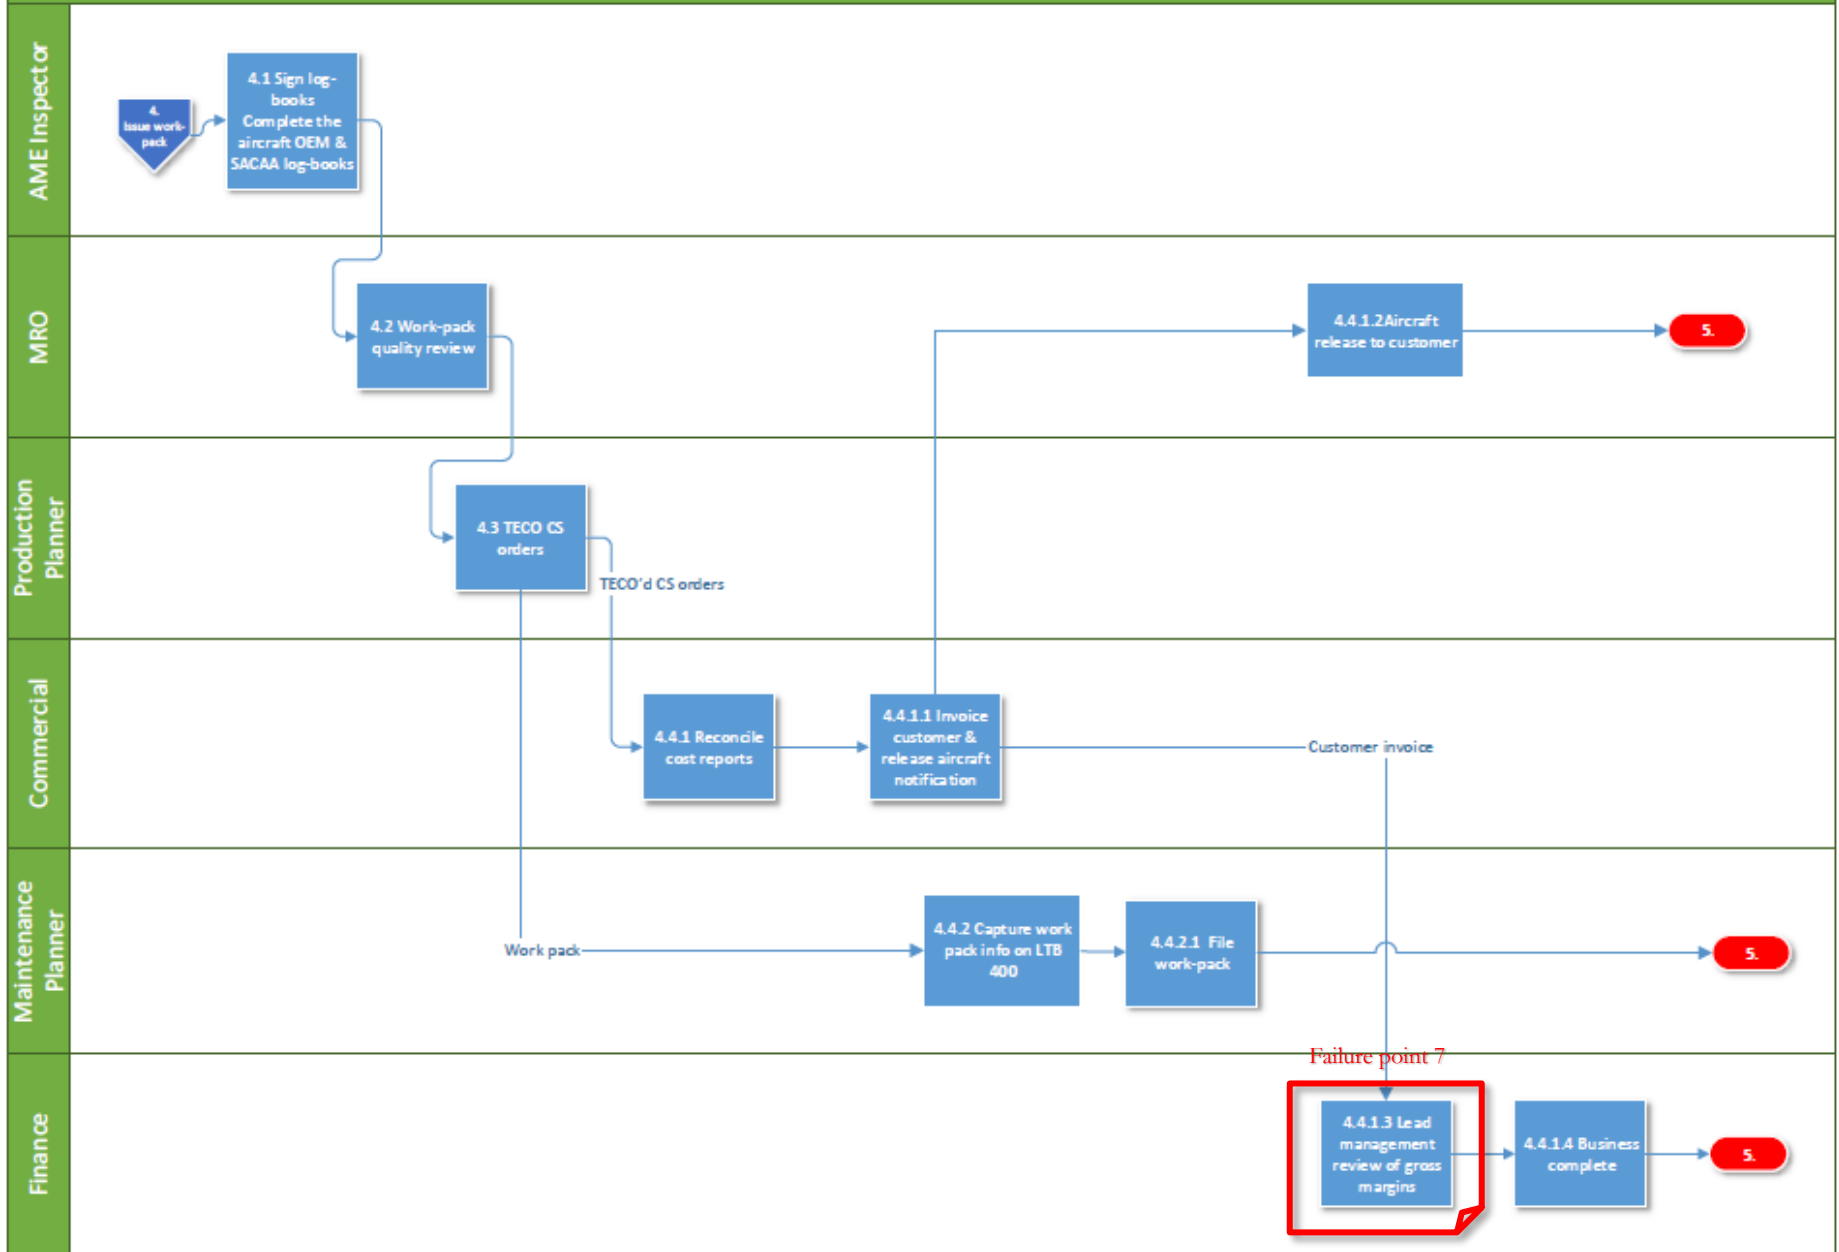 AME Inspector
4.
Issue work-
pack
4.1 Sign log-
books
Complete the
aircraft OEM &
SACAA log-books
MRO
4.2 Work-pack
quality review
4.4.1.2Aircraft
release to customer
5.
Production
Planner
4.3 TECO CS
orders
TECO'd CS orders
Commercial
4.4.1 Reconcile
cost reports
4.4.1.1 Invoice
customer &
release aircraft
notification
Customer invoice
Maintenance
Planner
Work pack
4.4.2 Capture work
pack info on LTB
400
4.4.2.1 File
work-pack
5.
Finance
Failure point 7
4.4.1.3 Lead
management
review of gross
margins
4.4.1.4 Business
complete
5.